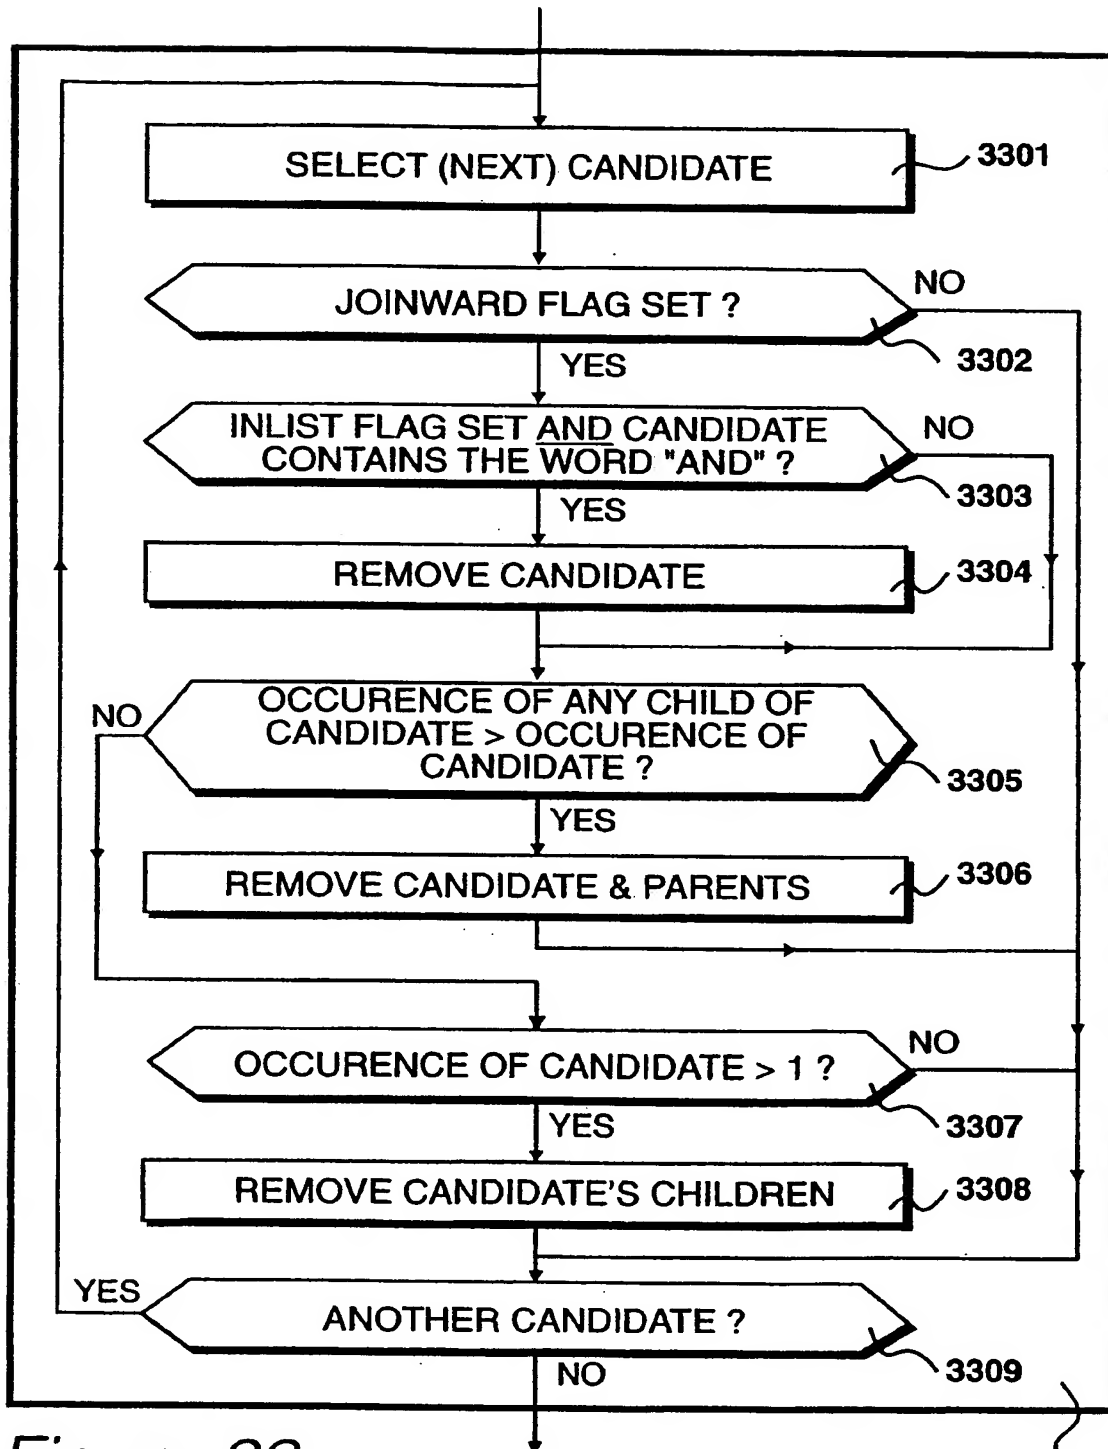 SELECT (NEXT) CANDIDATE
3301
JOINWARD FLAG SET ?
NO
3302
YES
INLIST FLAG SET AND CANDIDATE
CONTAINS THE WORD "AND" ?
NO
3303
YES
REMOVE CANDIDATE
3304
OCCURENCE OF ANY CHILD OF
CANDIDATE > OCCURENCE OF
CANDIDATE ?
NO
3305
YES
REMOVE CANDIDATE & PARENTS
3306
OCCURENCE OF CANDIDATE > 1 ?
NO
3307
YES
REMOVE CANDIDATE'S CHILDREN
3308
YES
ANOTHER CANDIDATE ?
3309
NO